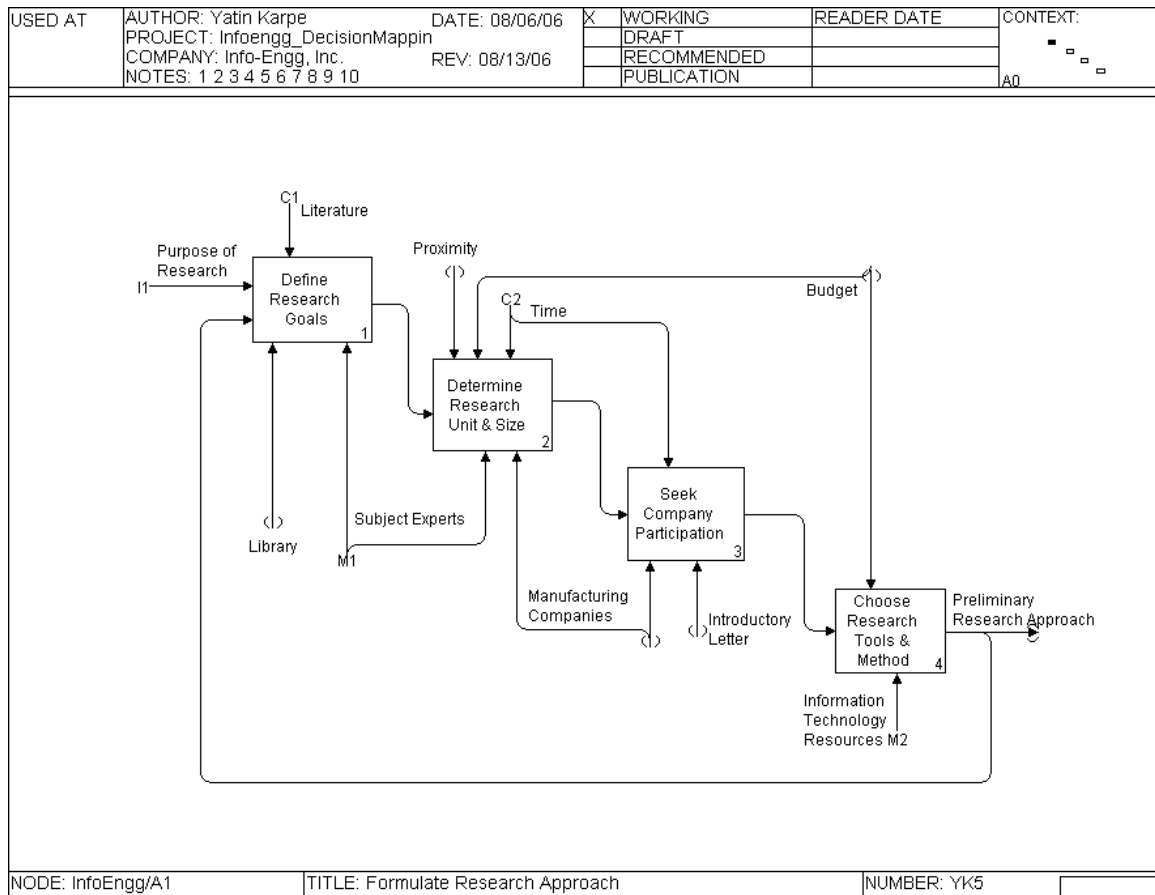 USED AT
AUTHOR: Yatin Karpe
DATE: 08/06/06
PROJECT: Infoengg_DecisionMappin
COMPANY: Info-Engg, Inc.
REV: 08/13/06
NOTES: 1 2 3 4 5 6 7 8 9 10
X
WORKING
DRAFT
RECOMMENDED
PUBLICATION
READER DATE
CONTEXT:
A0
C1
Literature
Purpose of
Research
I1
Define
Research
Goals
1
Proximity
C2
Time
Budget
Determine
Research
Unit & Size
2
Library
Subject Experts
M1
Seek
Company
Participation
3
Manufacturing
Companies
Introductory
Letter
Choose
Research
Tools &
Method
4
Preliminary
Research Approach
Information
Technology
Resources M2
NODE: InfoEngg/A1
TITLE: Formulate Research Approach
NUMBER: YK5